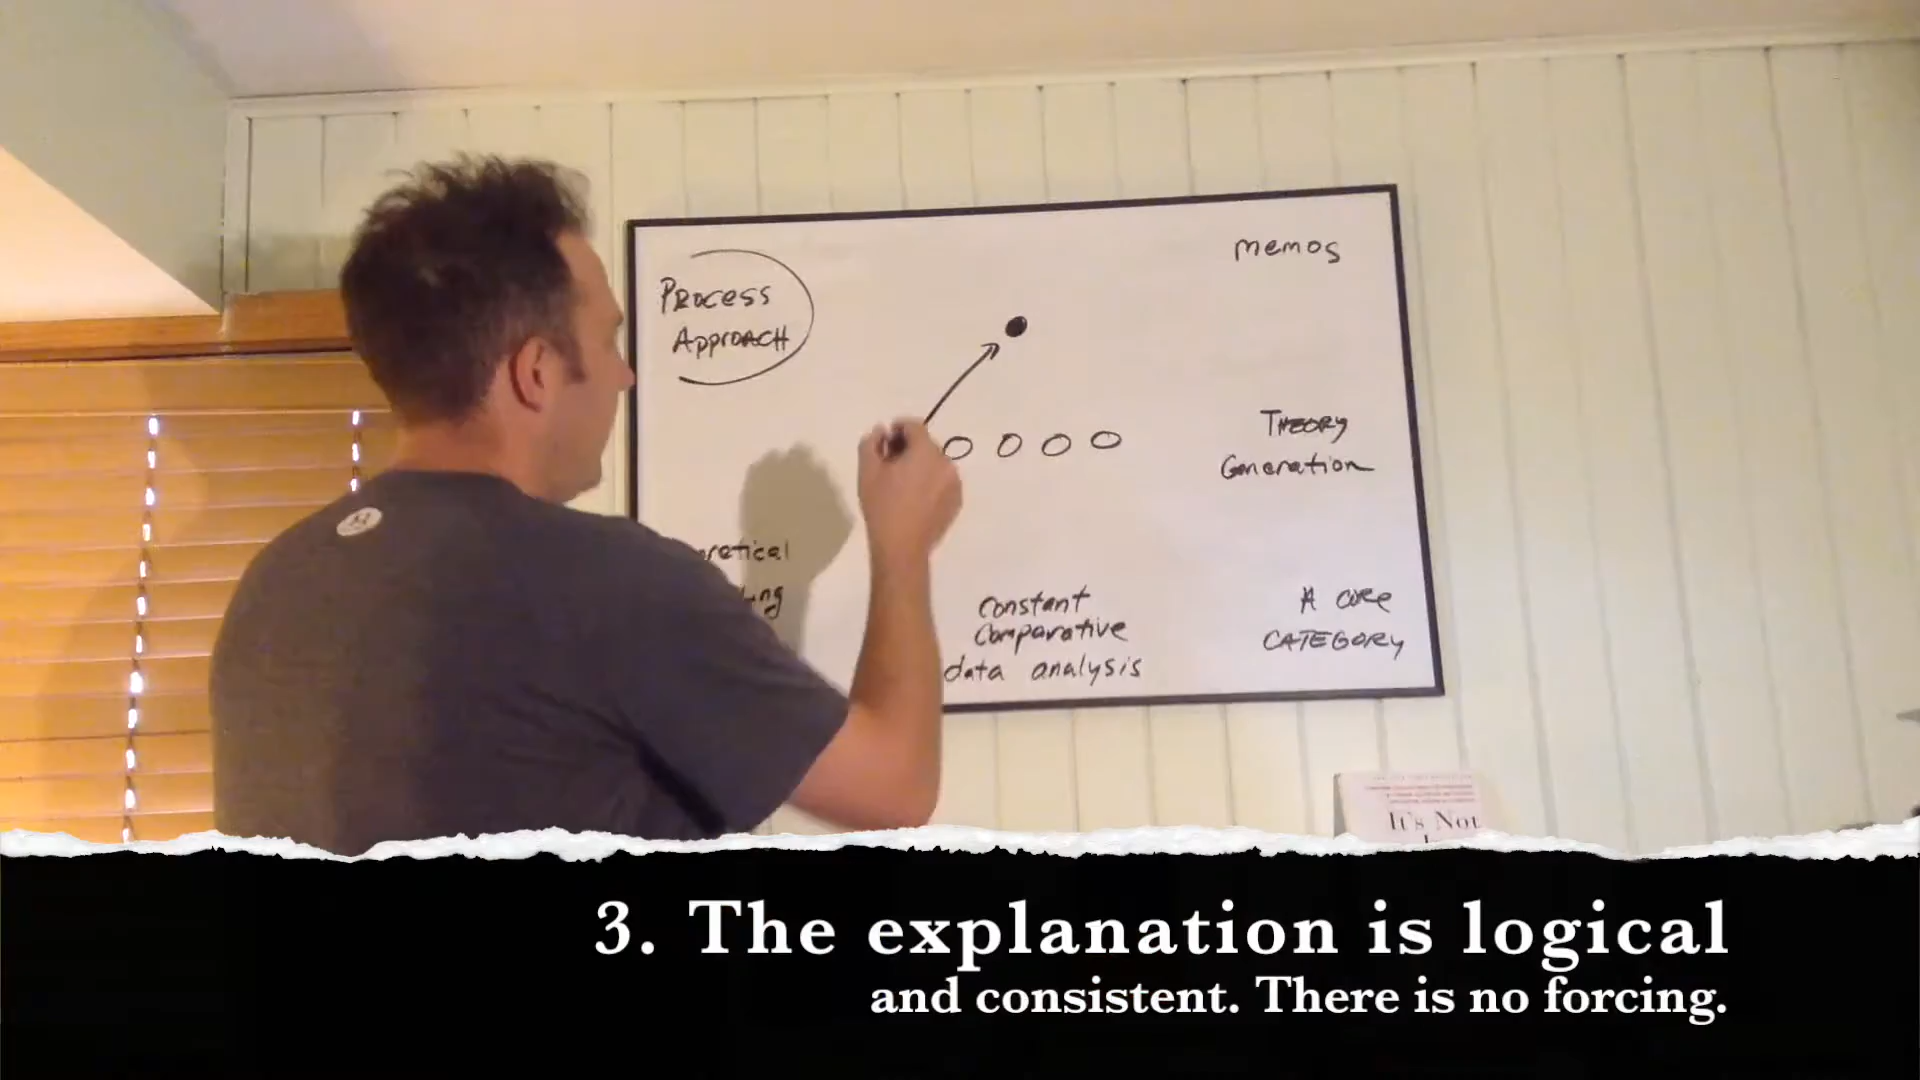 Process
Approach
memos
Theory
Generation
Constant
Comparative
data analysis
A core
CATEGORY
It's Not
3. The explanation is logical
and consistent. There is no forcing.